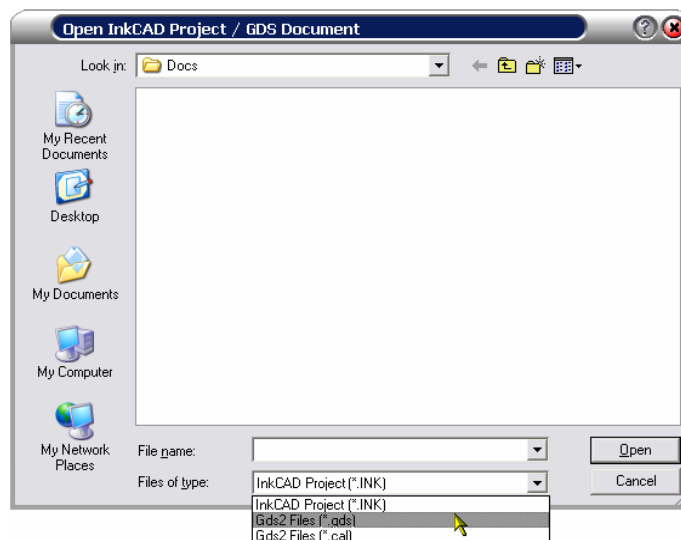 Open InkCAD Project / GDS Document
Look in:
Docs
My Recent
Documents
Desktop
My Documents
My Computer
My Network
Places
File name:
Open
Files of type:
InkCAD Project (*.INK)
Cancel
InkCAD Project (*.INK)
Gds2 Files (*.gds)
Gds2 Files (*.cal)